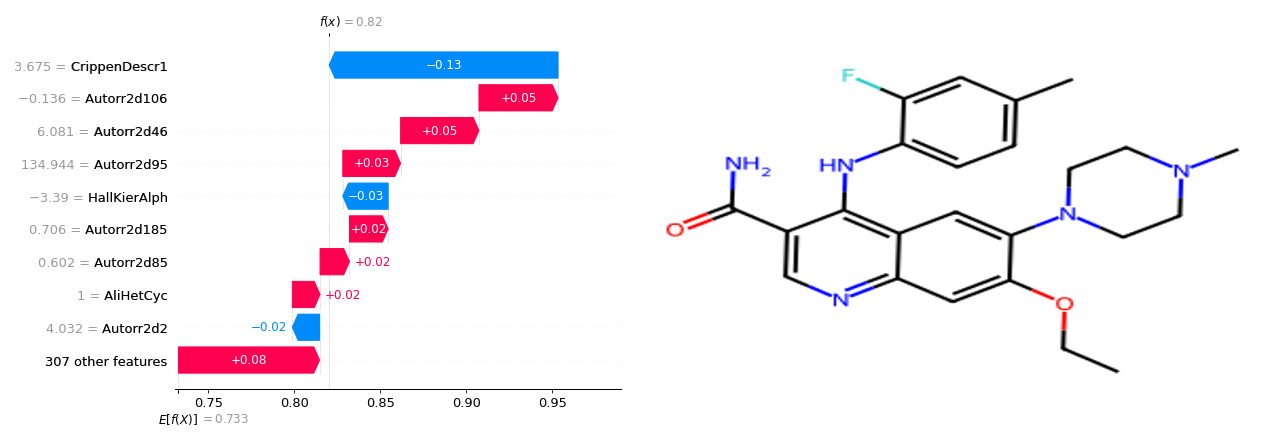 f(x) = 0.82
3.675 = CrippenDescr1
−0.13
−0.136 = Autorr2d106
+0.05
6.081 = Autorr2d46
+0.05
134.944 = Autorr2d95
+0.03
−3.39 = HallKierAlph
−0.03
0.706 = Autorr2d185
+0.02
0.602 = Autorr2d85
+0.02
1 = AliHetCyc
+0.02
4.032 = Autorr2d2
−0.02
307 other features
+0.08
0.75 0.80 0.85 0.90 0.95
E[f(X)] = 0.733
F
NH2
HN
N
N
O
N
O